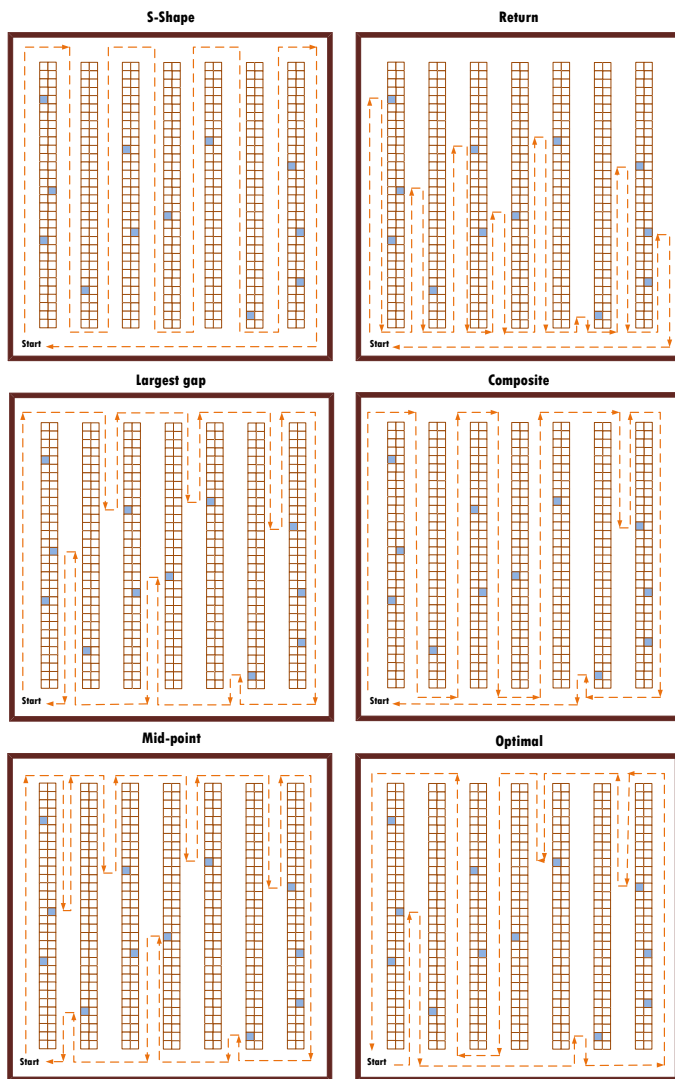 S-Shape
Return
Start
Start
Largest gap
Composite
Start
Start
Mid-point
Optimal
Start
Start